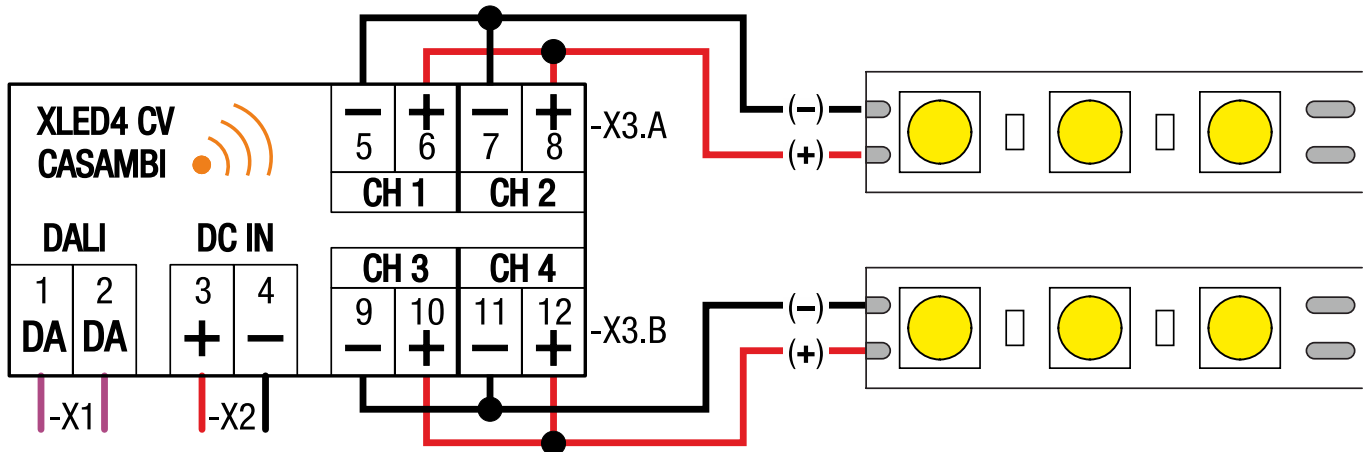 XLED4 CV
CASAMBI
− + − +
5 6 7 8
-X3.A
CH 1 CH 2
DALI
DC IN
CH 3 CH 4
1 2
3 4
9 10 11 12
DA DA
+ −
− + − +
-X3.B
-X1
-X2
(−)
(+)
(−)
(+)